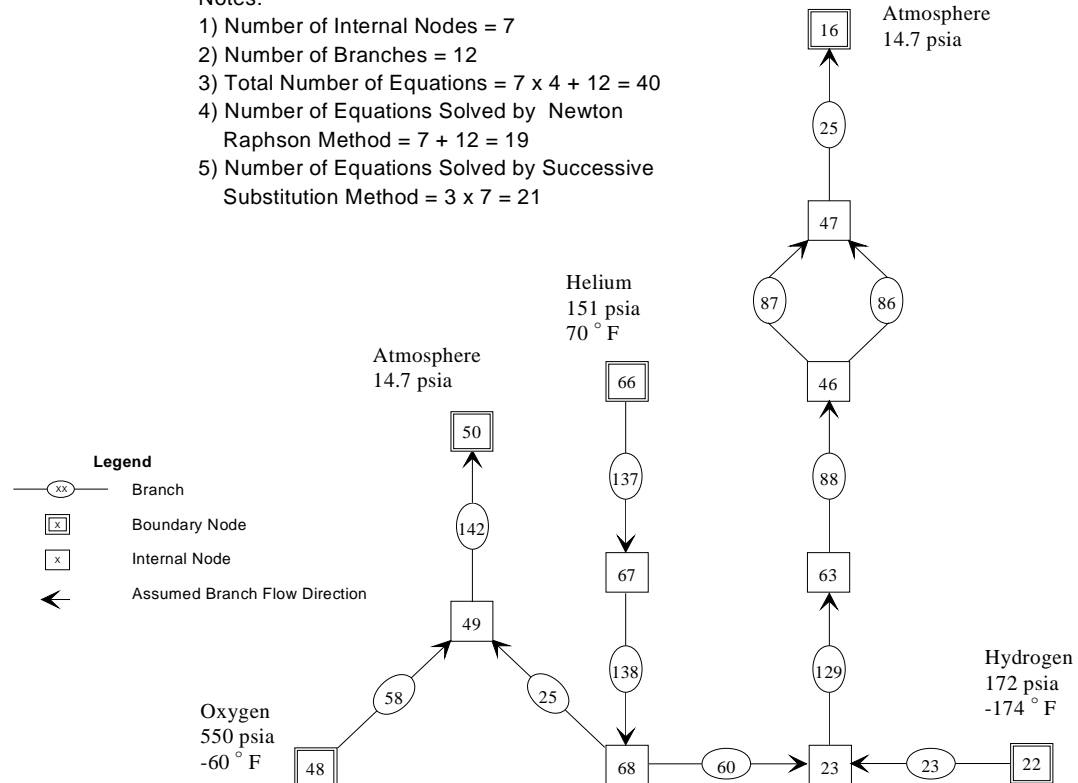 Notes:
1) Number of Internal Nodes = 7
2) Number of Branches = 12
3) Total Number of Equations = 7 x 4 + 12 = 40
4) Number of Equations Solved by Newton
Raphson Method = 7 + 12 = 19
5) Number of Equations Solved by Successive
Substitution Method = 3 x 7 = 21
16
Atmosphere
14.7 psia
25
47
87
86
46
88
63
129
Helium
151 psia
70 ° F
66
137
67
138
Atmosphere
14.7 psia
50
142
49
58
25
Legend
xx Branch
x Boundary Node
x Internal Node
Assumed Branch Flow Direction
Oxygen
550 psia
-60 ° F
48
68
60
23
23
22
Hydrogen
172 psia
-174 ° F